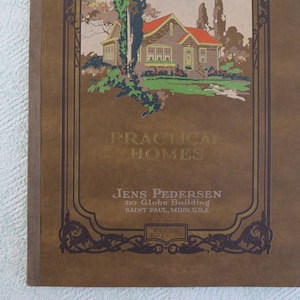 PRACTICAL
HOMES
JENS PEDERSEN
210 Globe Building
SAINT PAUL, MINN. U.S.A.